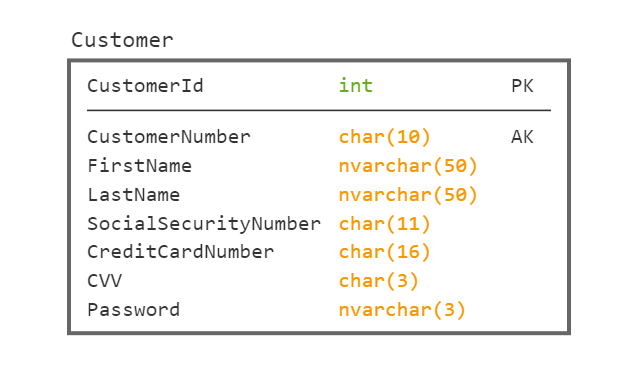 Customer
CustomerId int PK
CustomerNumber char(10) AK
FirstName nvarchar(50)
LastName nvarchar(50)
SocialSecurityNumber char(11)
CreditCardNumber char(16)
CVV char(3)
Password nvarchar(3)